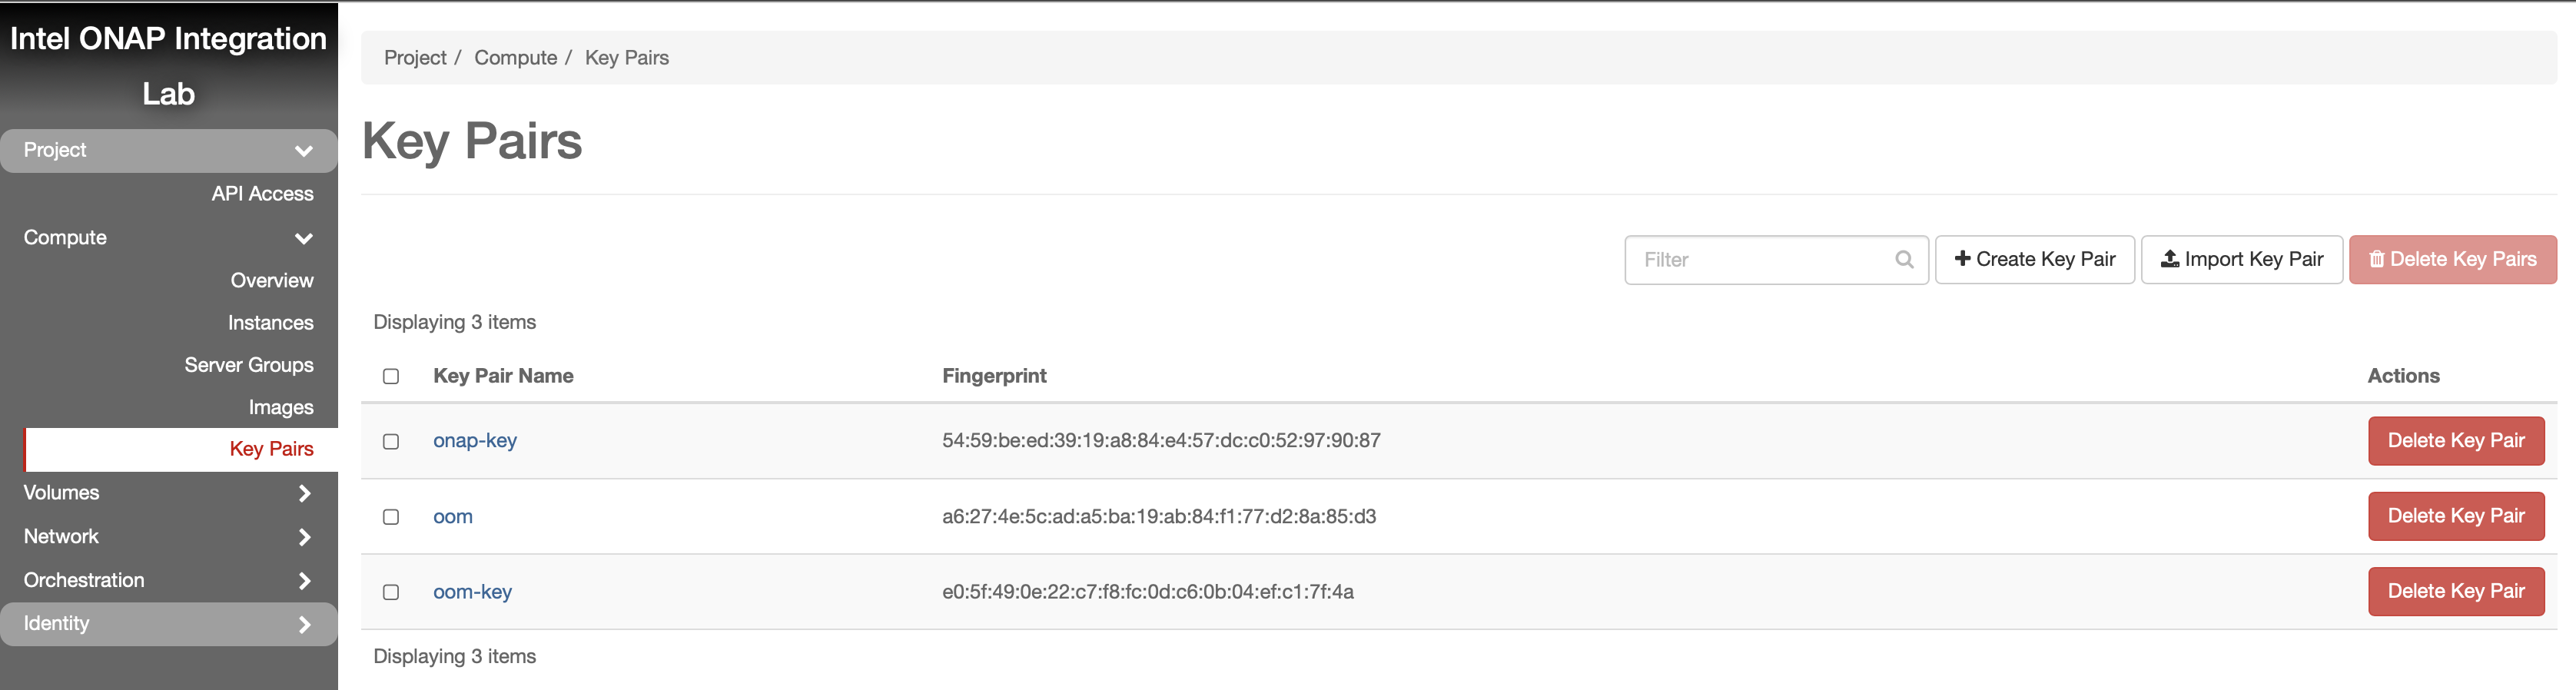 Intel ONAP Integration
Lab
Project
API Access
Compute
Overview
Instances
Server Groups
Images
Key Pairs
Volumes
Network
Orchestration
Identity
Project / Compute / Key Pairs
Key Pairs
Filter
Create Key Pair
Import Key Pair
Delete Key Pairs
Displaying 3 items
Key Pair Name Fingerprint Actions
onap-key 54:59:be:ed:39:19:a8:84:e4:57:dc:c0:52:97:90:87 Delete Key Pair
oom a6:27:4e:5c:ad:a5:ba:19:ab:84:f1:77:d2:8a:85:d3 Delete Key Pair
oom-key e0:5f:49:0e:22:c7:f8:fc:0d:c6:0b:04:ef:c1:7f:4a Delete Key Pair
Displaying 3 items